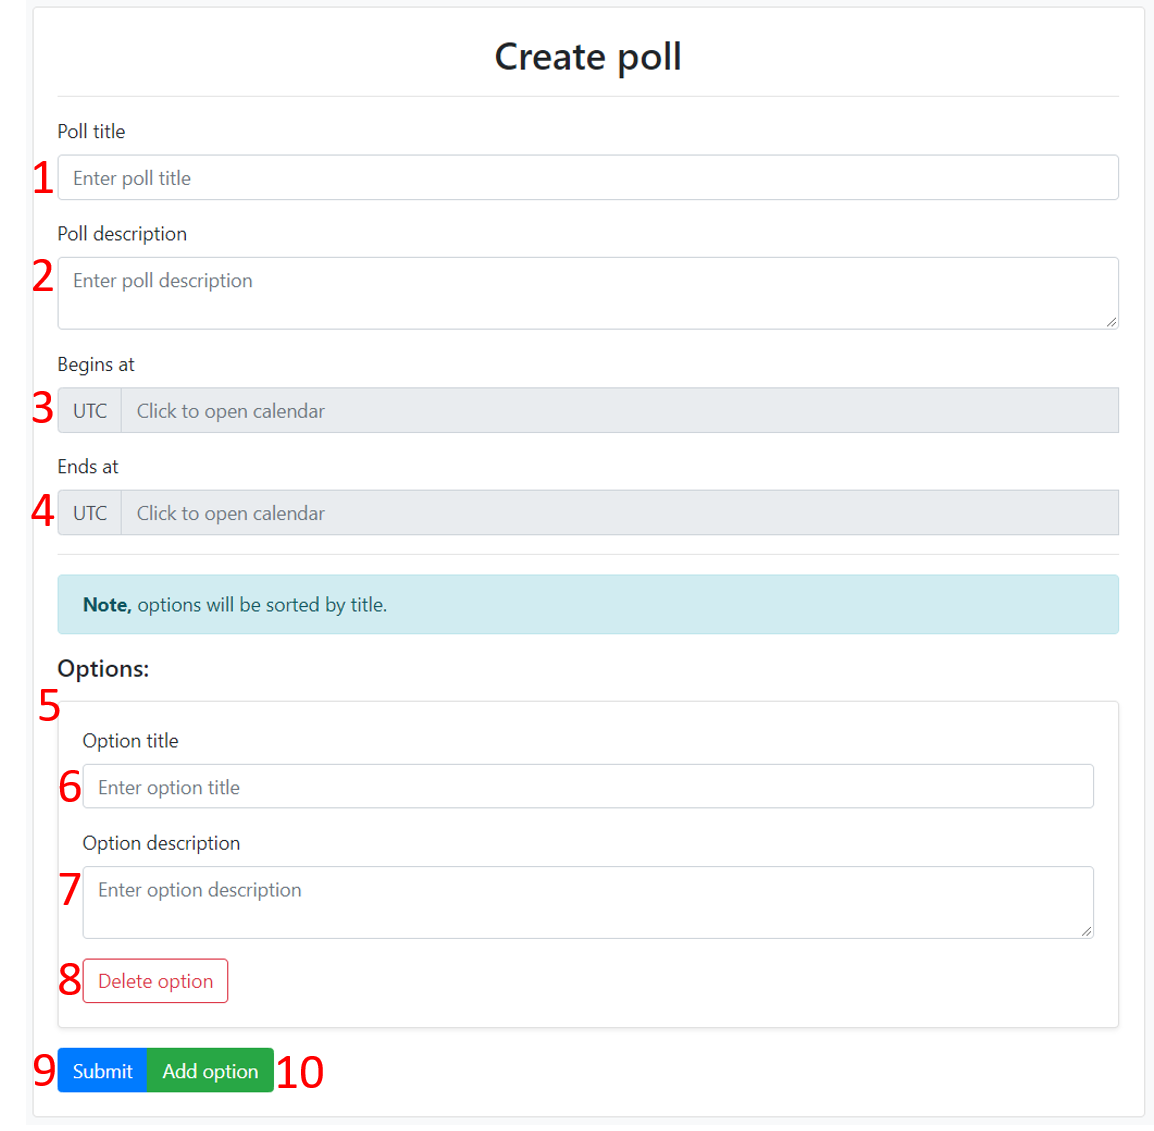 Create poll
Poll title
1 Enter poll title
Poll description
2 Enter poll description
Begins at
3 UTC Click to open calendar
Ends at
4 UTC Click to open calendar
Note, options will be sorted by title.
Options:
5
Option title
6 Enter option title
Option description
7 Enter option description
8 Delete option
9 Submit Add option 10